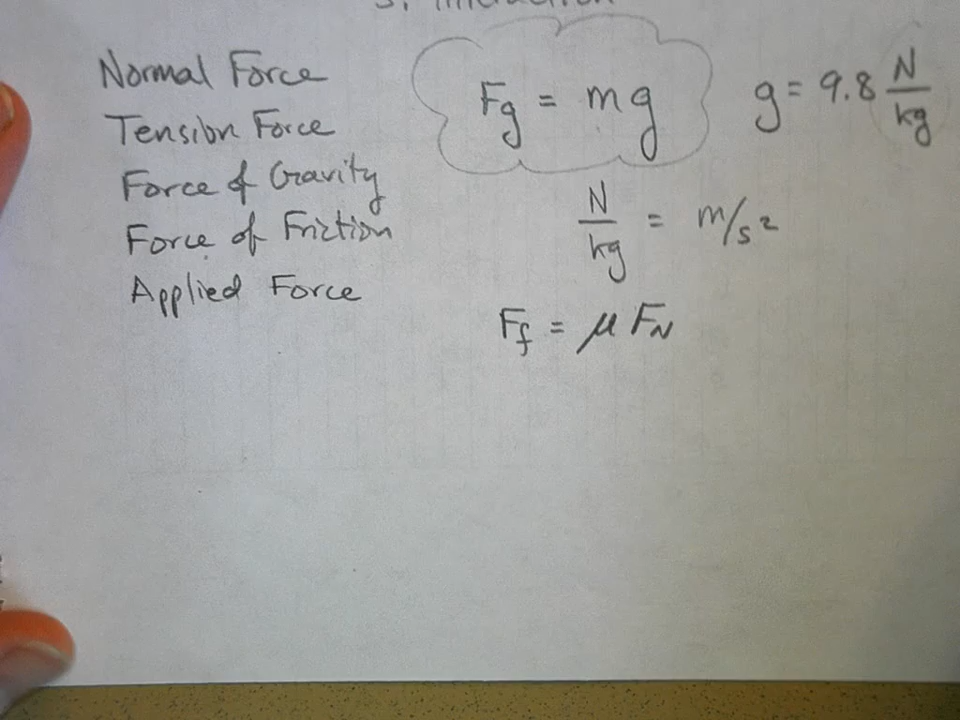 Normal Force
Tension Force
Force of Gravity
Force of Friction
Applied Force
Fg = mg
g = 9.8 N/kg
N/kg = m/s²
Ff = μ FN